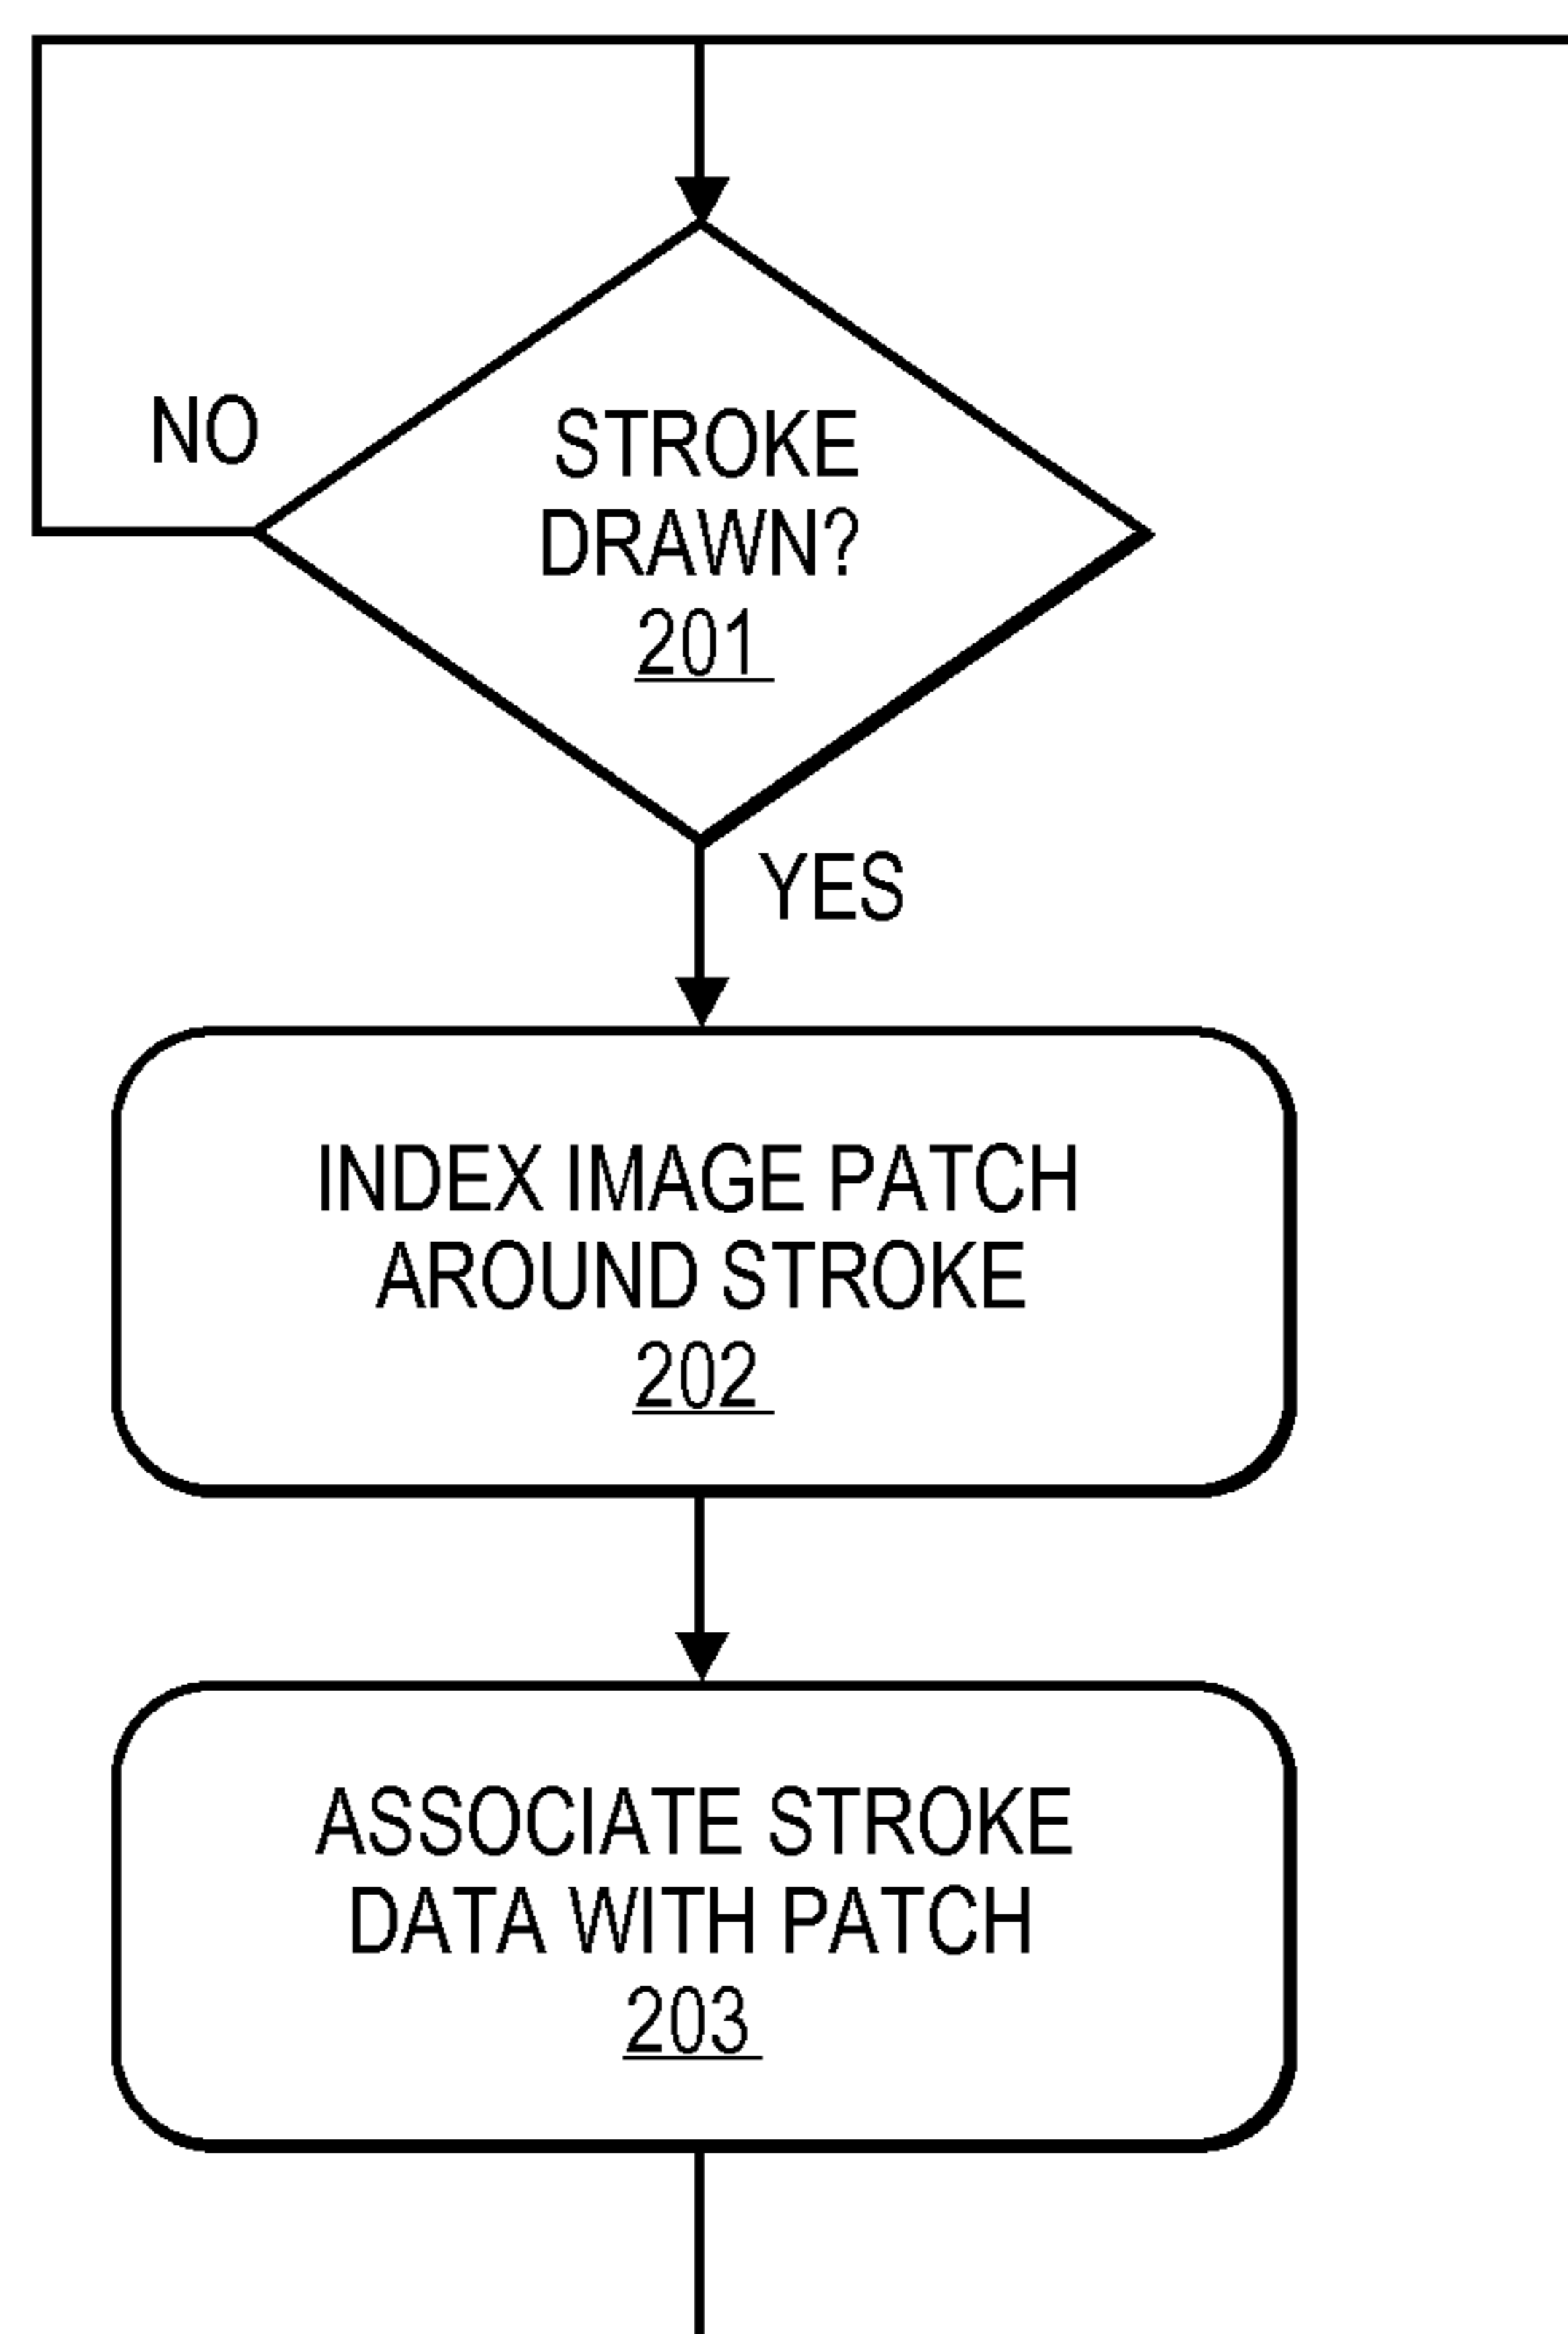 NO
STROKE
DRAWN?
201
YES
INDEX IMAGE PATCH
AROUND STROKE
202
ASSOCIATE STROKE
DATA WITH PATCH
203